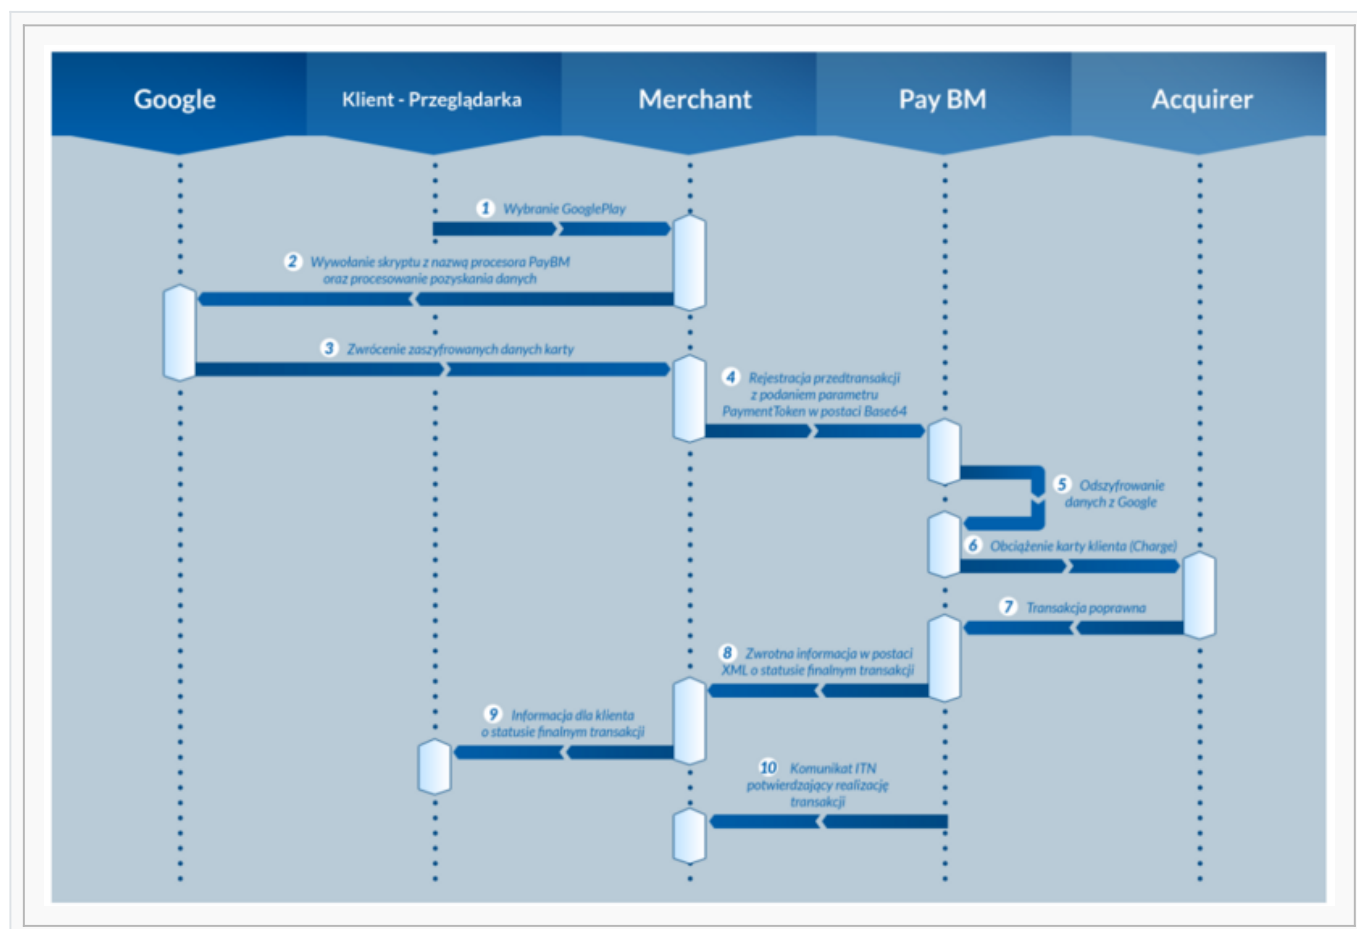 Google
Klient - Przeglądarka
Merchant
Pay BM
Acquirer
1 Wybranie GooglePlay
2 Wywołanie skryptu z nazwą procesora PayBM
oraz procesowanie pozyskania danych
3 Zwrócenie zaszyfrowanych danych karty
4 Rejestracja przedtransakcji
z podaniem parametru
PaymentToken w postaci Base64
5 Odszyfrowanie
danych z Google
6 Obciążenie karty klienta (Charge)
7 Transakcja poprawna
8 Zwrotna informacja w postaci
XML o statusie finalnym transakcji
9 Informacja dla klienta
o statusie finalnym transakcji
10 Komunikat ITN
potwierdzający realizację
transakcji